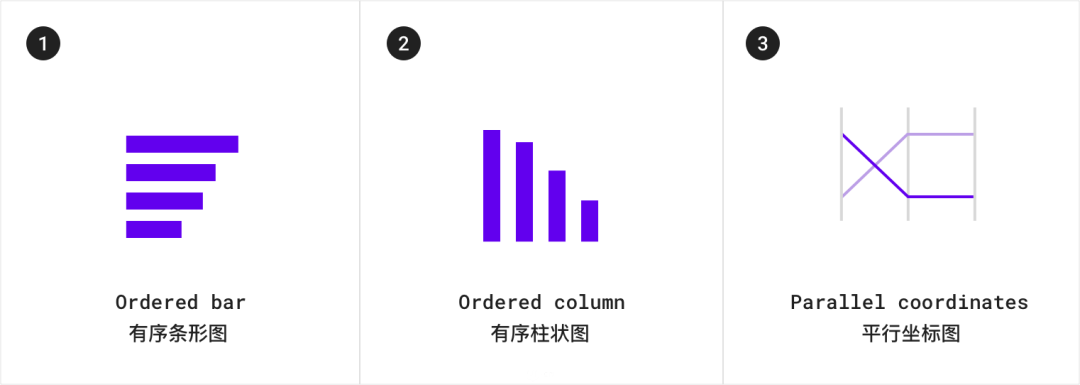 1
Ordered bar
有序条形图
2
Ordered column
有序柱状图
3
Parallel coordinates
平行坐标图